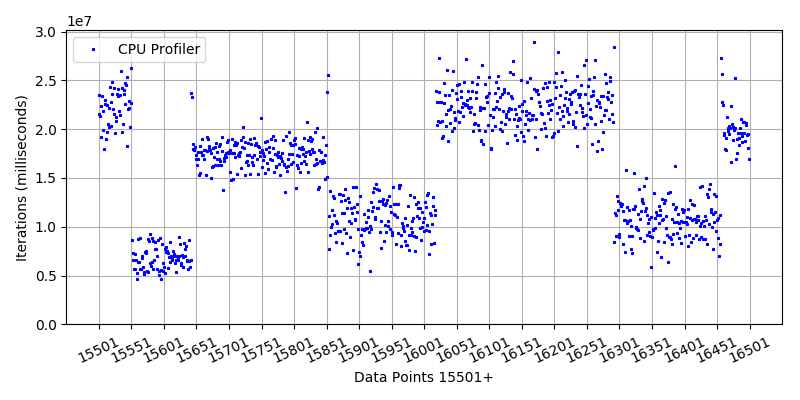 1e7
CPU Profiler
3.0
2.5
2.0
1.5
1.0
0.5
0.0
Iterations (milliseconds)
15501 15551 15601 15651 15701 15751 15801 15851 15901 15951 16001 16051 16101 16151 16201 16251 16301 16351 16401 16451 16501
Data Points 15501+